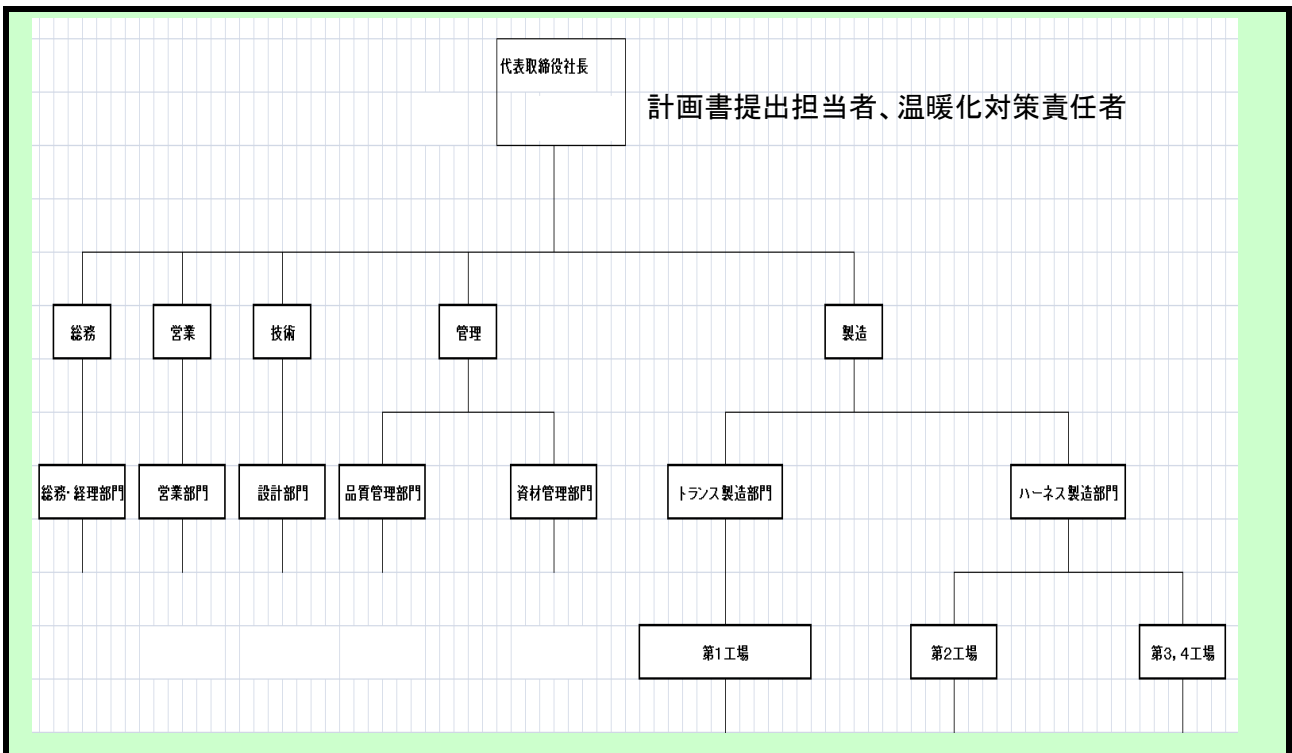 代表取締役社長
計画書提出担当者、温暖化対策責任者
総務
営業
技術
管理
製造
総務・経理部門
営業部門
設計部門
品質管理部門
資材管理部門
トランス製造部門
ハーネス製造部門
第1工場
第2工場
第3,4工場